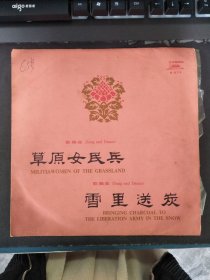 aigo
歌舞曲 (Song and Dance)
草原女民兵
MILITIAWOMEN OF THE GRASSLAND
歌舞曲 (Song and Dance)
雪里送炭
BRINGING CHARCOAL TO
THE LIBERATION ARMY IN THE SNOW